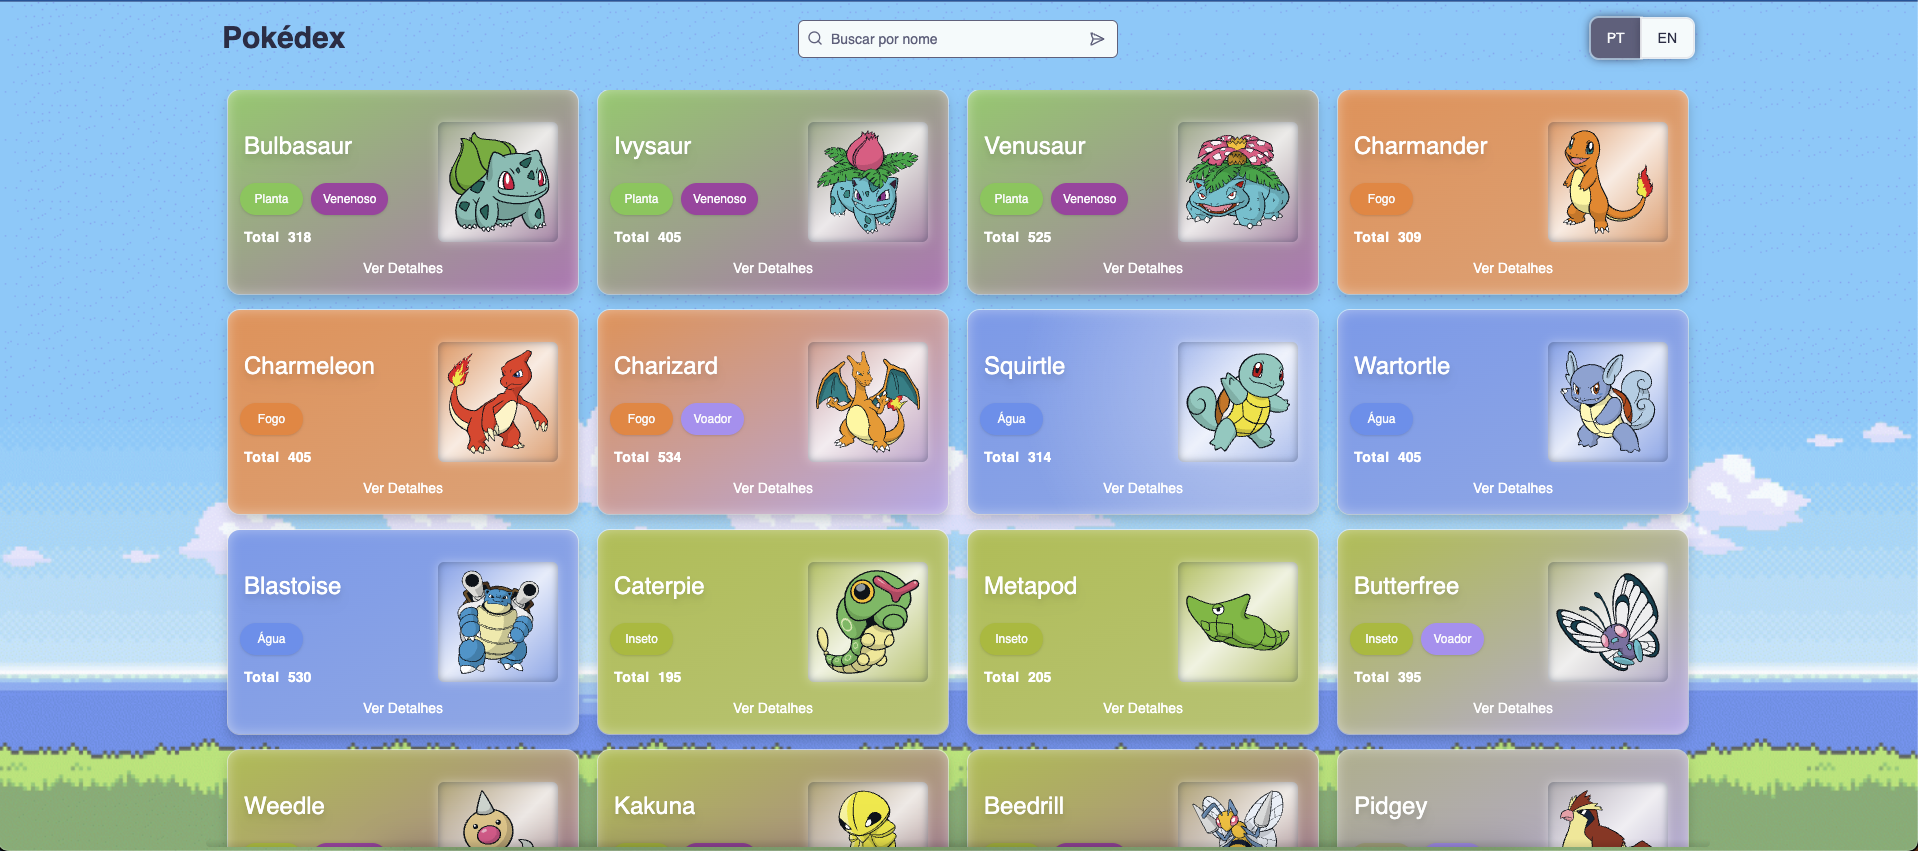 Pokédex
Buscar por nome
PT EN
Bulbasaur
Planta Venenoso
Total 318
Ver Detalhes
Ivysaur
Planta Venenoso
Total 405
Ver Detalhes
Venusaur
Planta Venenoso
Total 525
Ver Detalhes
Charmander
Fogo
Total 309
Ver Detalhes
Charmeleon
Fogo
Total 405
Ver Detalhes
Charizard
Fogo Voador
Total 534
Ver Detalhes
Squirtle
Água
Total 314
Ver Detalhes
Wartortle
Água
Total 405
Ver Detalhes
Blastoise
Água
Total 530
Ver Detalhes
Caterpie
Inseto
Total 195
Ver Detalhes
Metapod
Inseto
Total 205
Ver Detalhes
Butterfree
Inseto Voador
Total 395
Ver Detalhes
Weedle
Kakuna
Beedrill
Pidgey